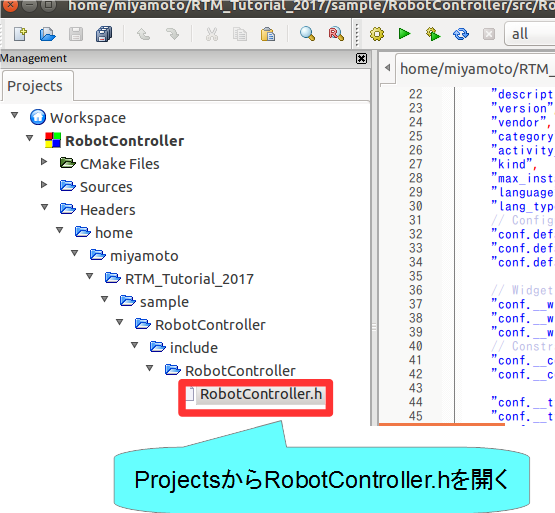 home/miyamoto/RTM_Tutorial_2017/sample/RobotController/src/Ro
all
Management
Projects
Workspace
RobotController
CMake Files
Sources
Headers
home
miyamoto
RTM_Tutorial_2017
sample
RobotController
include
RobotController
RobotController.h
home/miyamoto/RTM_
22 "descript
23 "version"
24 "vendor",
25 "category
26 "activity
27 "kind",
28 "max_insta
29 "language
30 "lang_type
31 // Config
32 "conf.def
33 "conf.def
34 "conf.def
35
36 // Widget
37 "conf.__w
38 "conf.__w
39 "conf.__w
40 // Constr
41 "conf.__co
42 "conf.__co
43
44 "conf.__t
45 "conf.__t
ProjectsからRobotController.hを開く